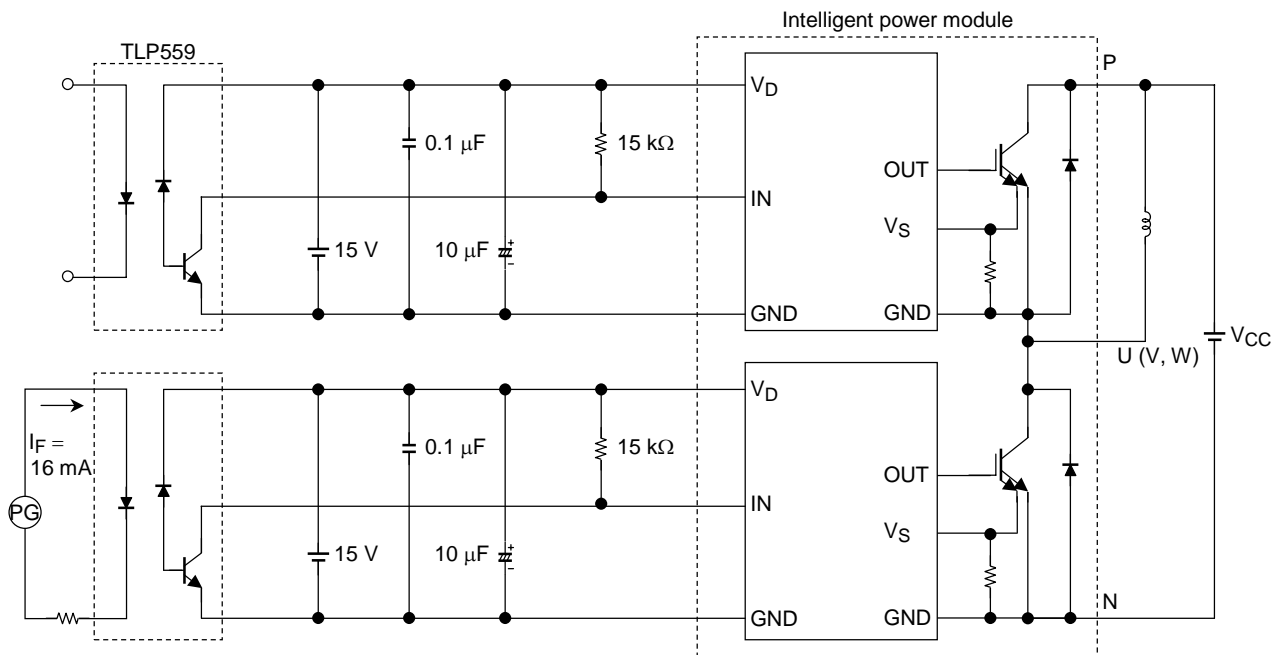 Intelligent power module
TLP559
P
VD
0.1 μF
15 kΩ
OUT
IN
VS
15 V
10 μF
+
−
GND
GND
U (V, W)
VCC
VD
IF =
16 mA
0.1 μF
15 kΩ
OUT
IN
PG
VS
15 V
10 μF
+
−
GND
GND
N